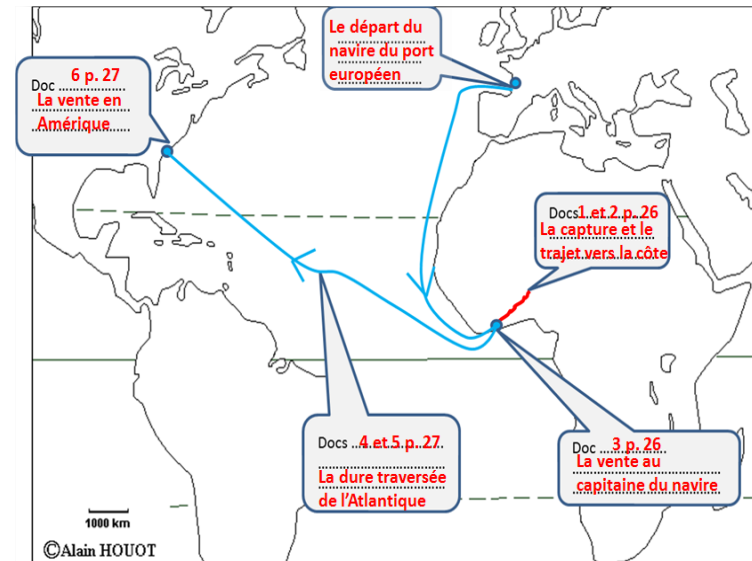 Le départ du
navire du port
européen
Doc 6 p. 27
La vente en
Amérique
Docs 1 et 2 p. 26
La capture et le
trajet vers la côte
Docs 4 et 5 p. 27
La dure traversée
de l'Atlantique
Doc 3 p. 26
La vente au
capitaine du navire
1000 km
©Alain HOUOT